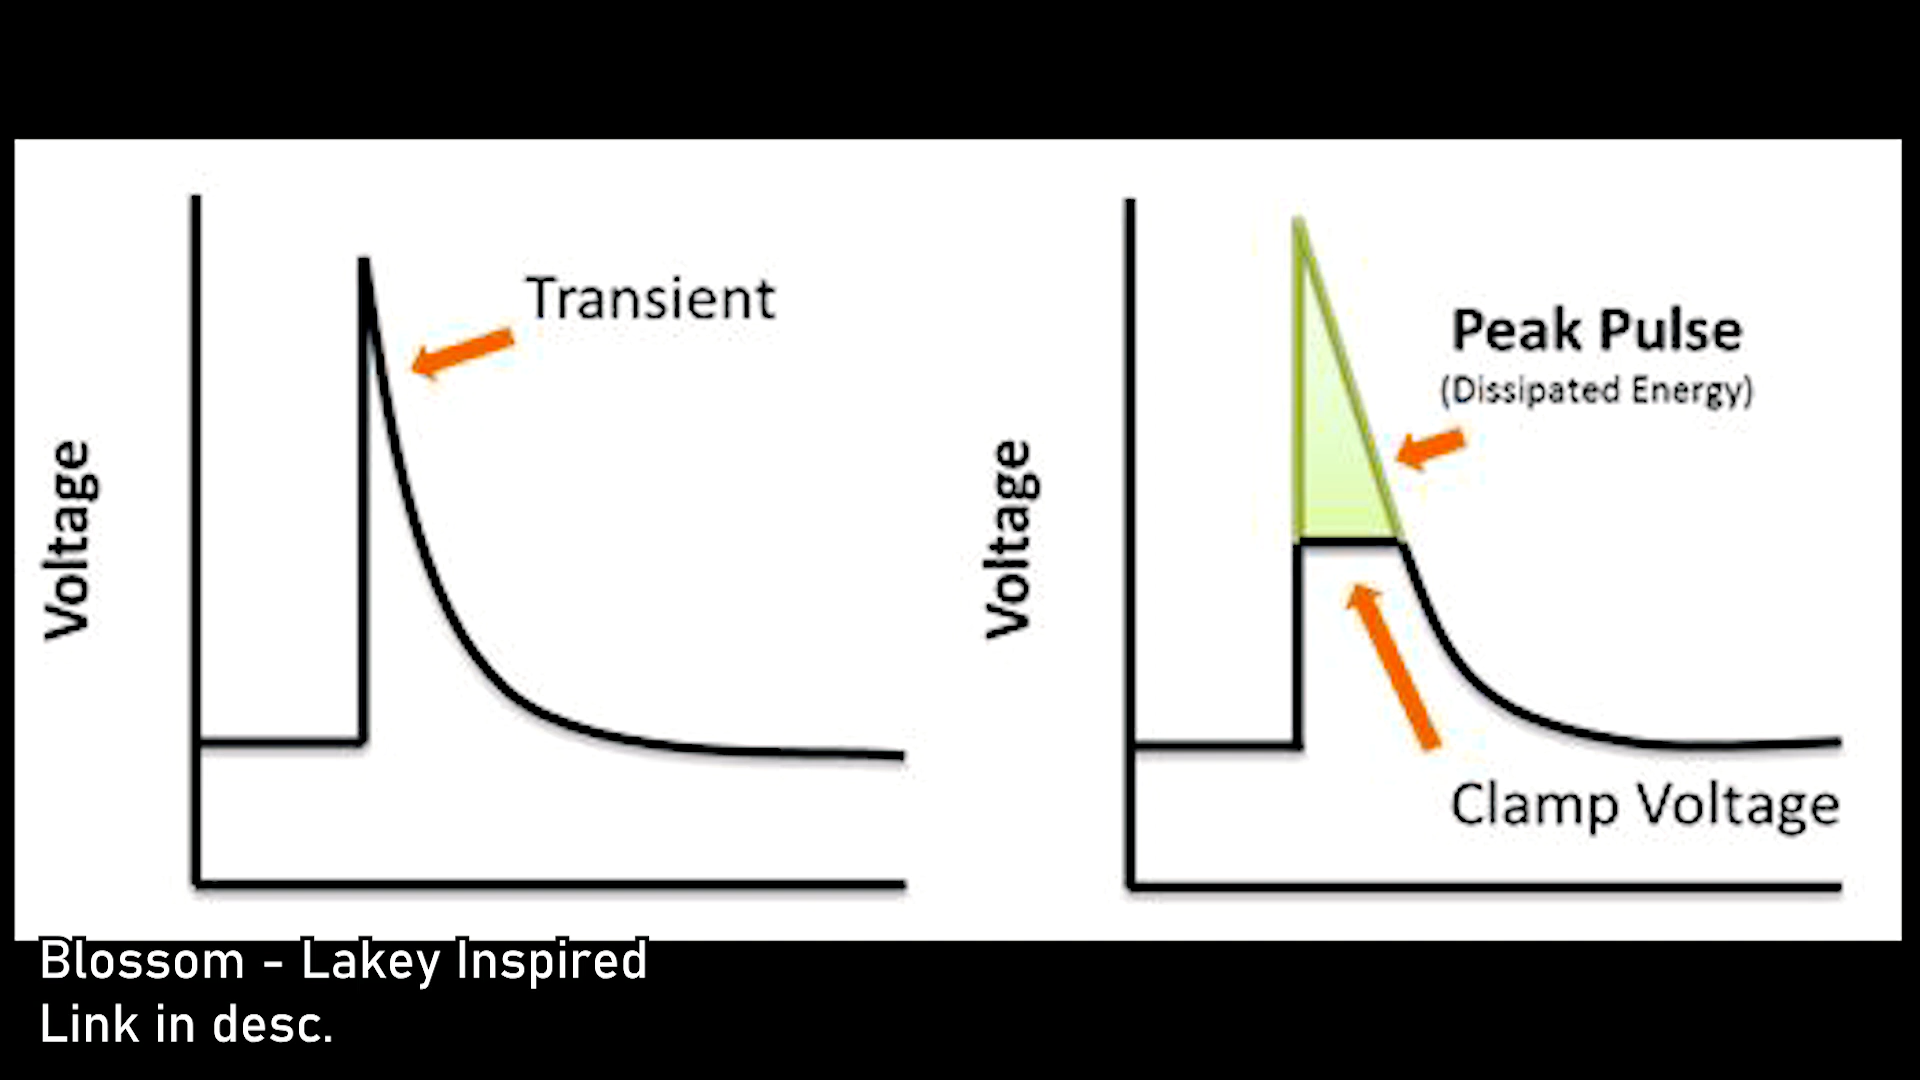 Voltage
Transient
Voltage
Peak Pulse
(Dissipated Energy)
Clamp Voltage
Blossom - Lakey Inspired
Link in desc.